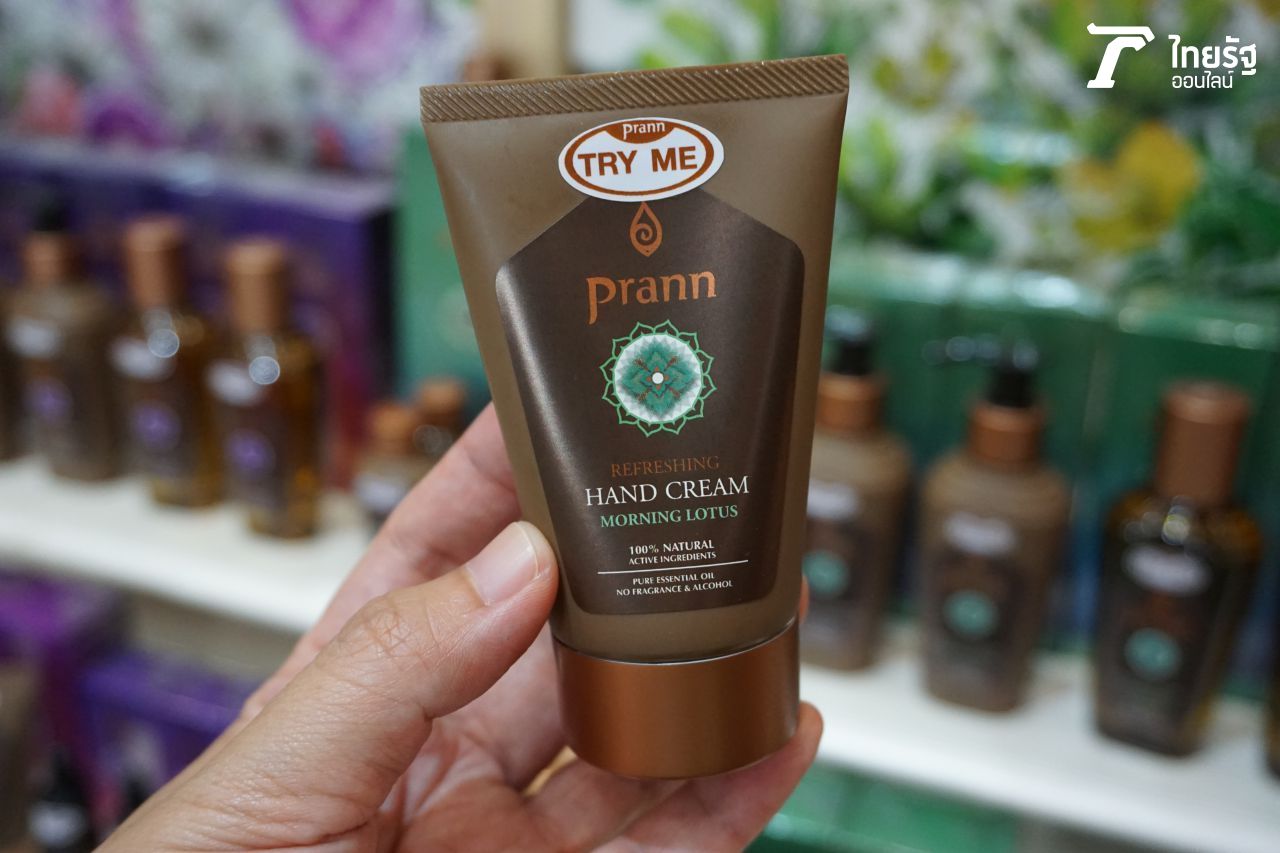 ไทยรัฐ
ออนไลน์
prann
TRY ME
prann
REFRESHING
HAND CREAM
MORNING LOTUS
100% NATURAL
ACTIVE INGREDIENTS
PURE ESSENTIAL OIL
NO FRAGRANCE & ALCOHOL